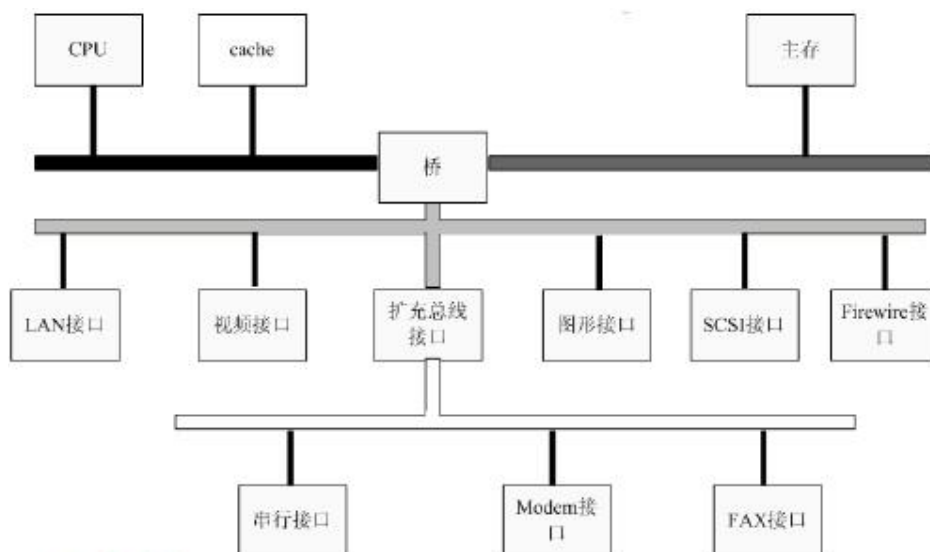 CPU
cache
主存
桥
LAN接口
视频接口
扩充总线
接口
图形接口
SCSI接口
Firewire接
口
串行接口
Modem接
口
FAX接口